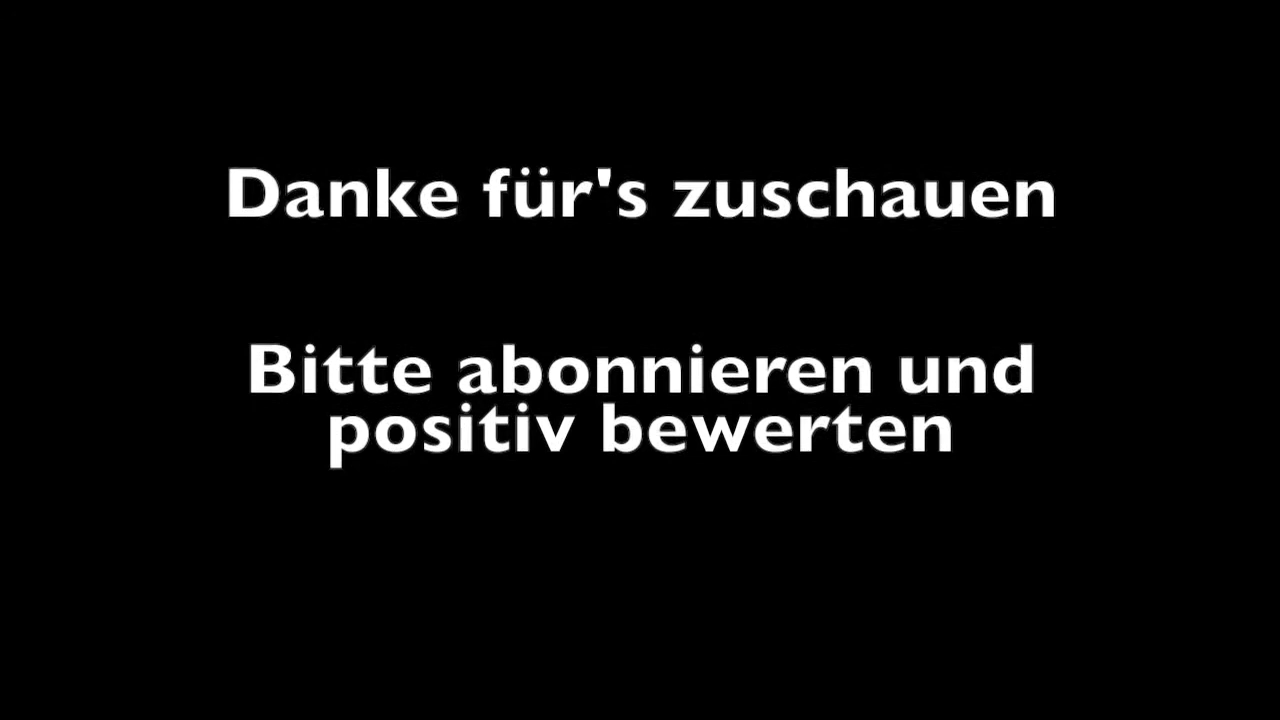 Danke für's zuschauen
Bitte abonnieren und
positiv bewerten